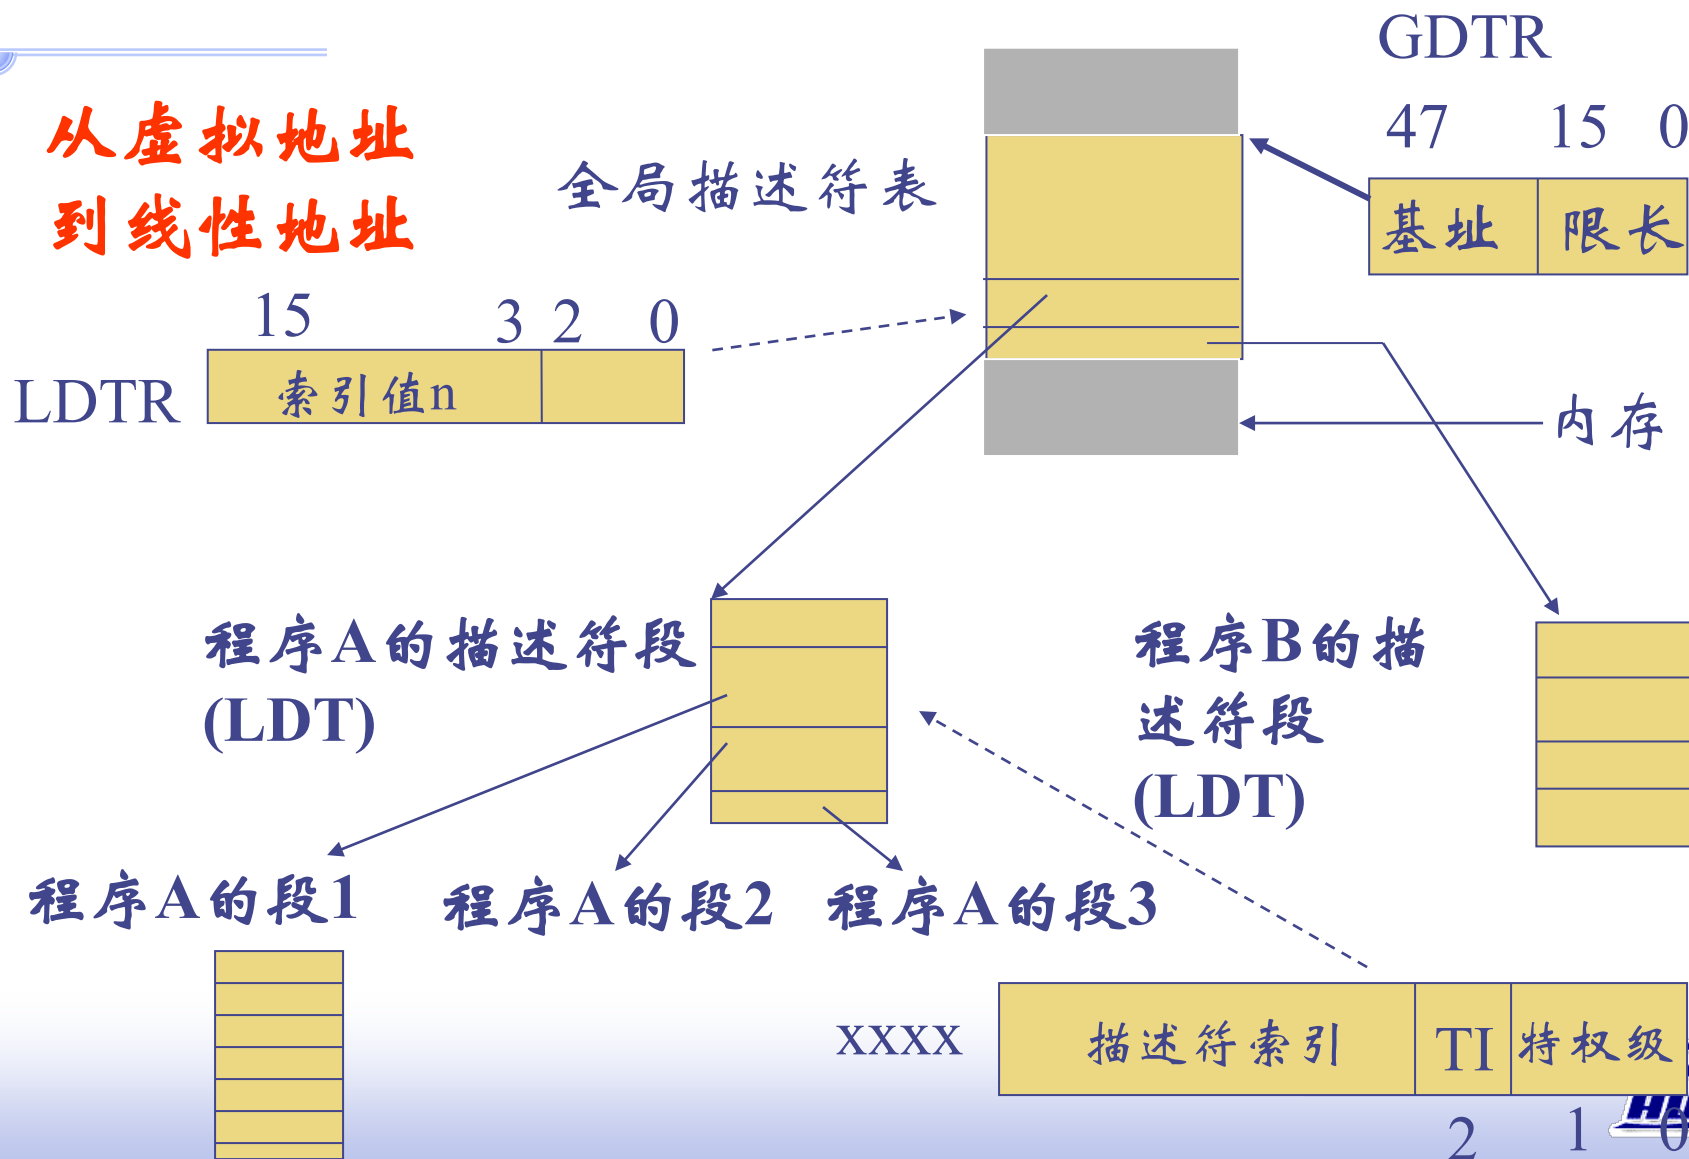 GDTR
47 15 0
基址 限长
从虚拟地址
到线性地址
全局描述符表
15 3 2 0
LDTR 索引值n
内存
程序A的描述符段
(LDT)
程序B的描
述符段
(LDT)
程序A的段1 程序A的段2 程序A的段3
xxxx 描述符索引 TI 特权级
2 1 0